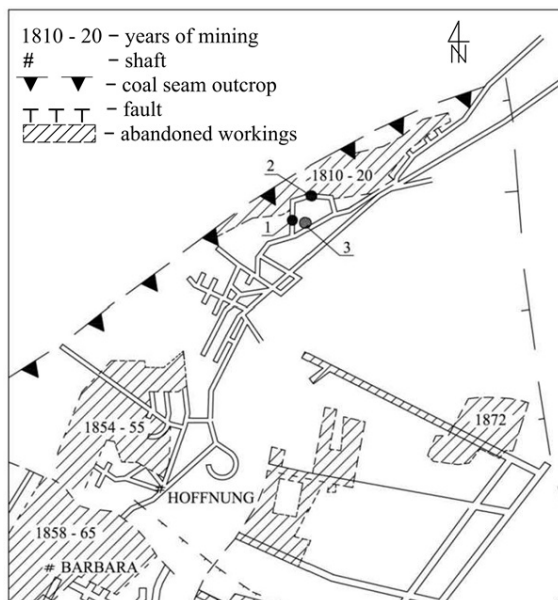 1810 - 20 – years of mining
# – shaft
– coal seam outcrop
– fault
– abandoned workings
N
2
1810 - 20
1
3
1854 - 55
1872
HOFFNUNG
1858 - 65
# BARBARA